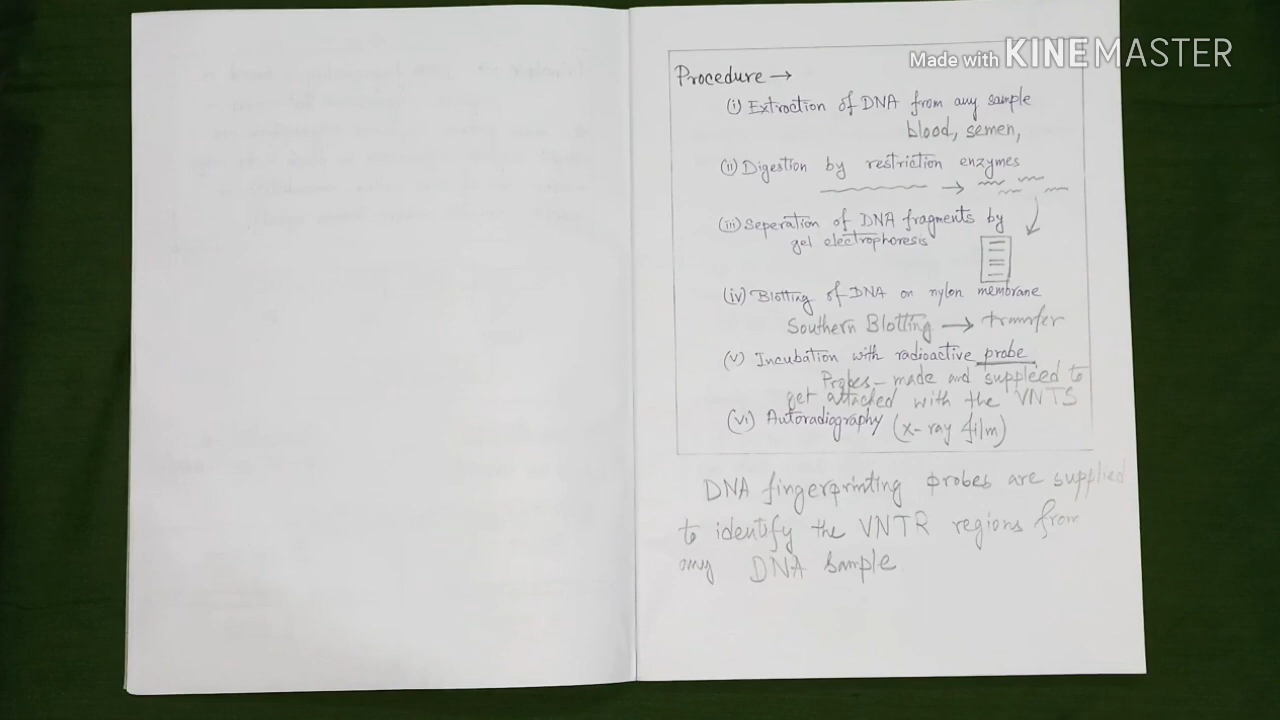 Made with KINEMASTER
Procedure →
(i) Extraction of DNA from any sample
blood, semen,
(ii) Digestion by restriction enzymes
(iii) Seperation of DNA fragments by
gel electrophoresis
(iv) Blotting of DNA on nylon membrane
Southern Blotting → transfer
(v) Incubation with radioactive probe
Probes - made and supplied to
get attached with the VNTS
(vi) Autoradiography (x-ray film)
DNA fingerprinting probes are supplied
to identify the VNTR regions from
any DNA sample